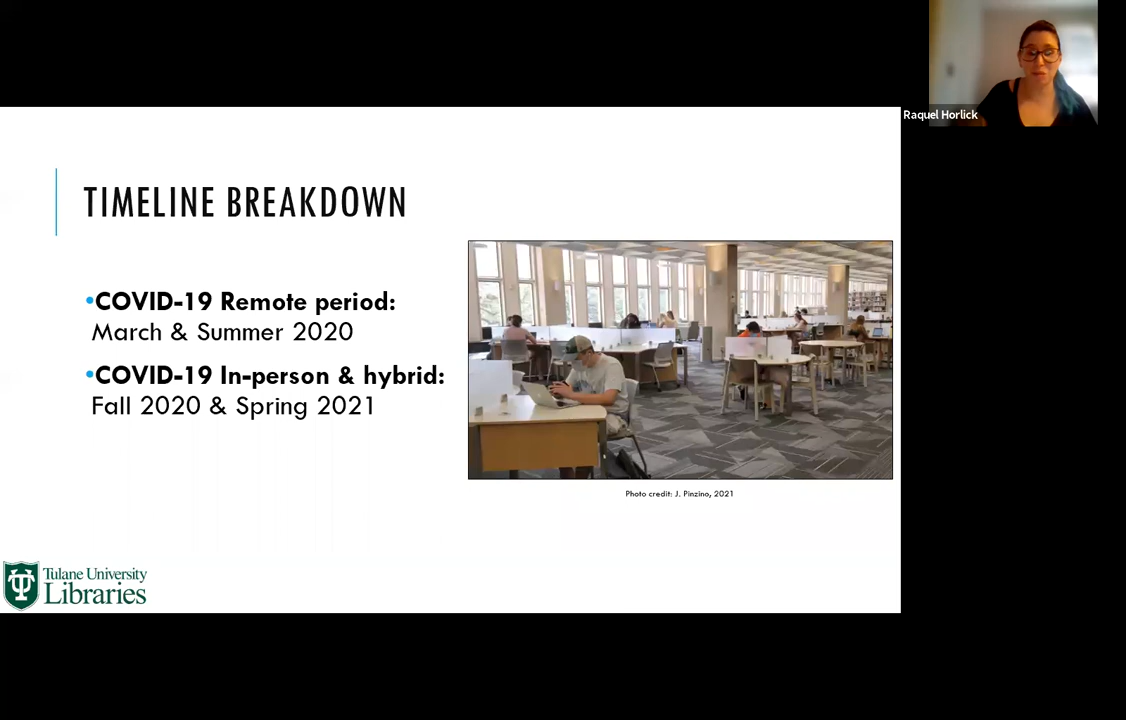 Raquel Horlick
TIMELINE BREAKDOWN
•COVID-19 Remote period:
March & Summer 2020
•COVID-19 In-person & hybrid:
Fall 2020 & Spring 2021
Photo credit: J. Pinzino, 2021
Tulane University
Libraries